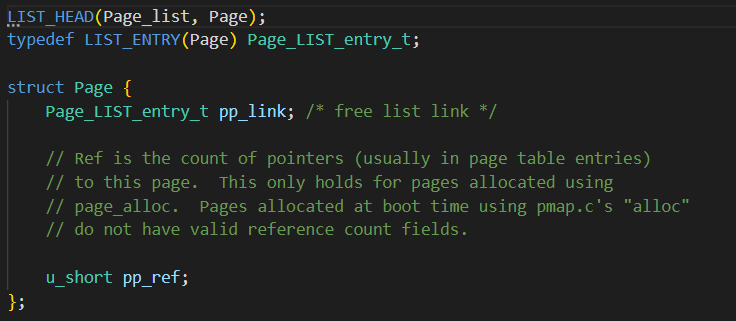 LIST_HEAD(Page_list, Page);
typedef LIST_ENTRY(Page) Page_LIST_entry_t;
struct Page {
    Page_LIST_entry_t pp_link; /* free list link */
    // Ref is the count of pointers (usually in page table entries)
    // to this page.  This only holds for pages allocated using
    // page_alloc.  Pages allocated at boot time using pmap.c's "alloc"
    // do not have valid reference count fields.
    u_short pp_ref;
};